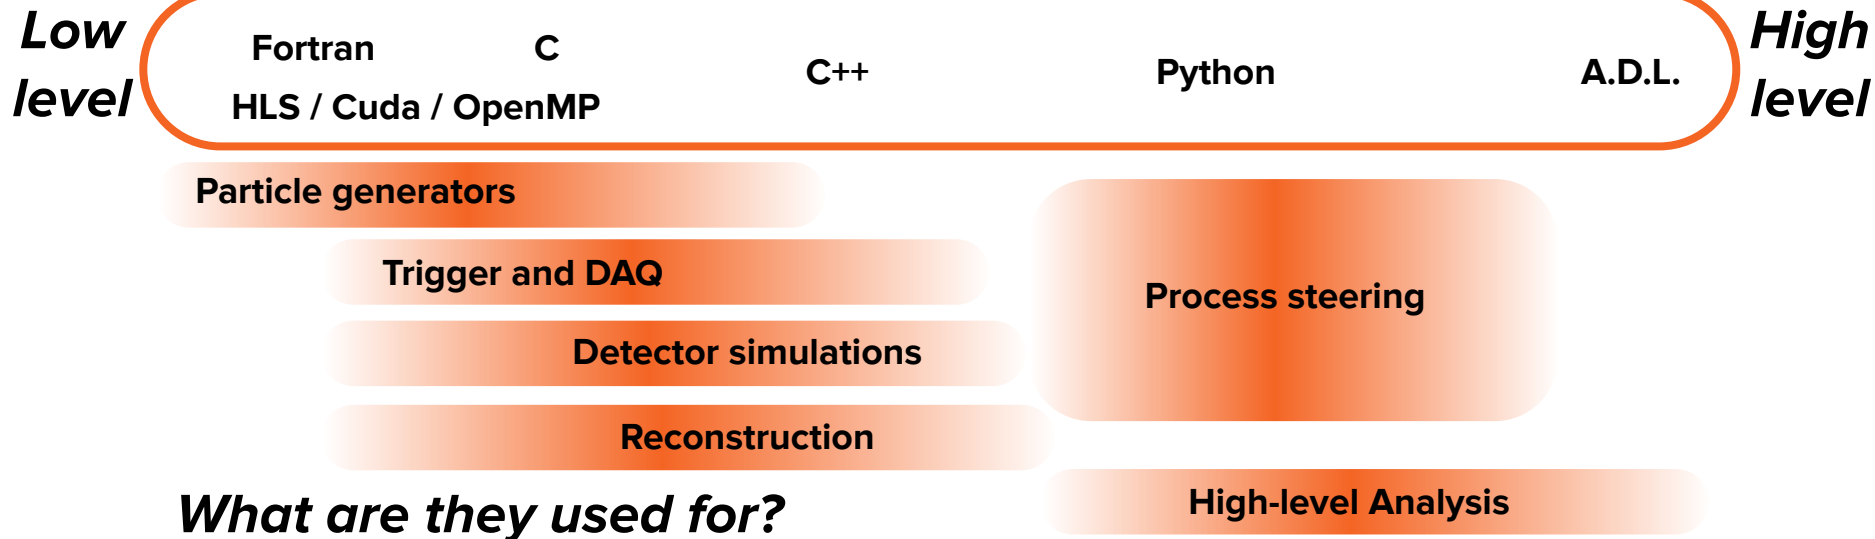 Low
level
Fortran
C
HLS / Cuda / OpenMP
C++
Python
A.D.L.
High
level
Particle generators
Trigger and DAQ
Detector simulations
Reconstruction
Process steering
High-level Analysis
What are they used for?